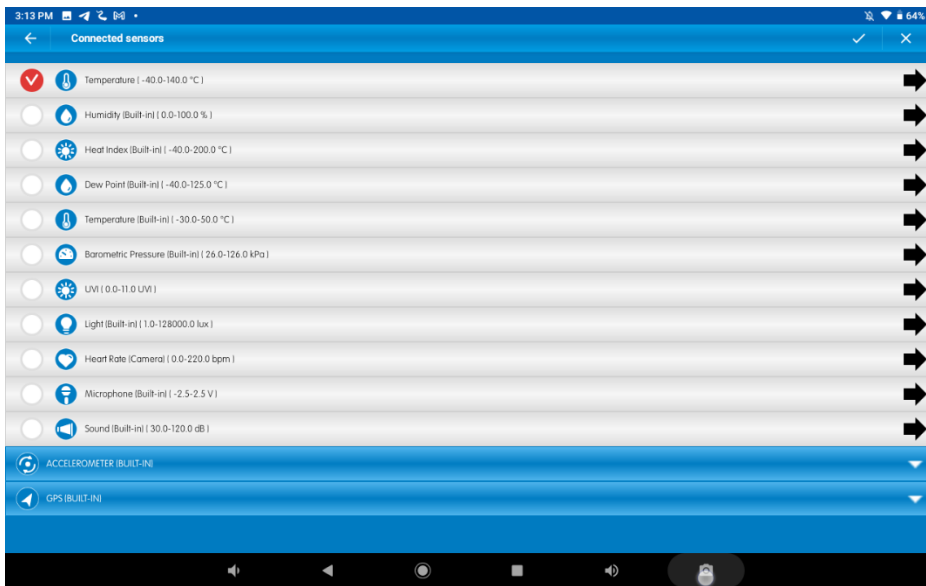 3:13 PM 64%
Connected sensors
Temperature ( -40.0-140.0 °C )
Humidity (Built-in) ( 0.0-100.0 % )
Heat Index (Built-in) ( -40.0-200.0 °C )
Dew Point (Built-in) ( -40.0-125.0 °C )
Temperature (Built-in) ( -30.0-50.0 °C )
Barometric Pressure (Built-in) ( 26.0-126.0 kPa )
UVI ( 0.0-11.0 UVI )
Light (Built-in) ( 1.0-128000.0 lux )
Heart Rate (Camera) ( 0.0-220.0 bpm )
Microphone (Built-in) ( -2.5-2.5 V )
Sound (Built-in) ( 30.0-120.0 dB )
ACCELEROMETER (BUILT-IN)
GPS (BUILT-IN)